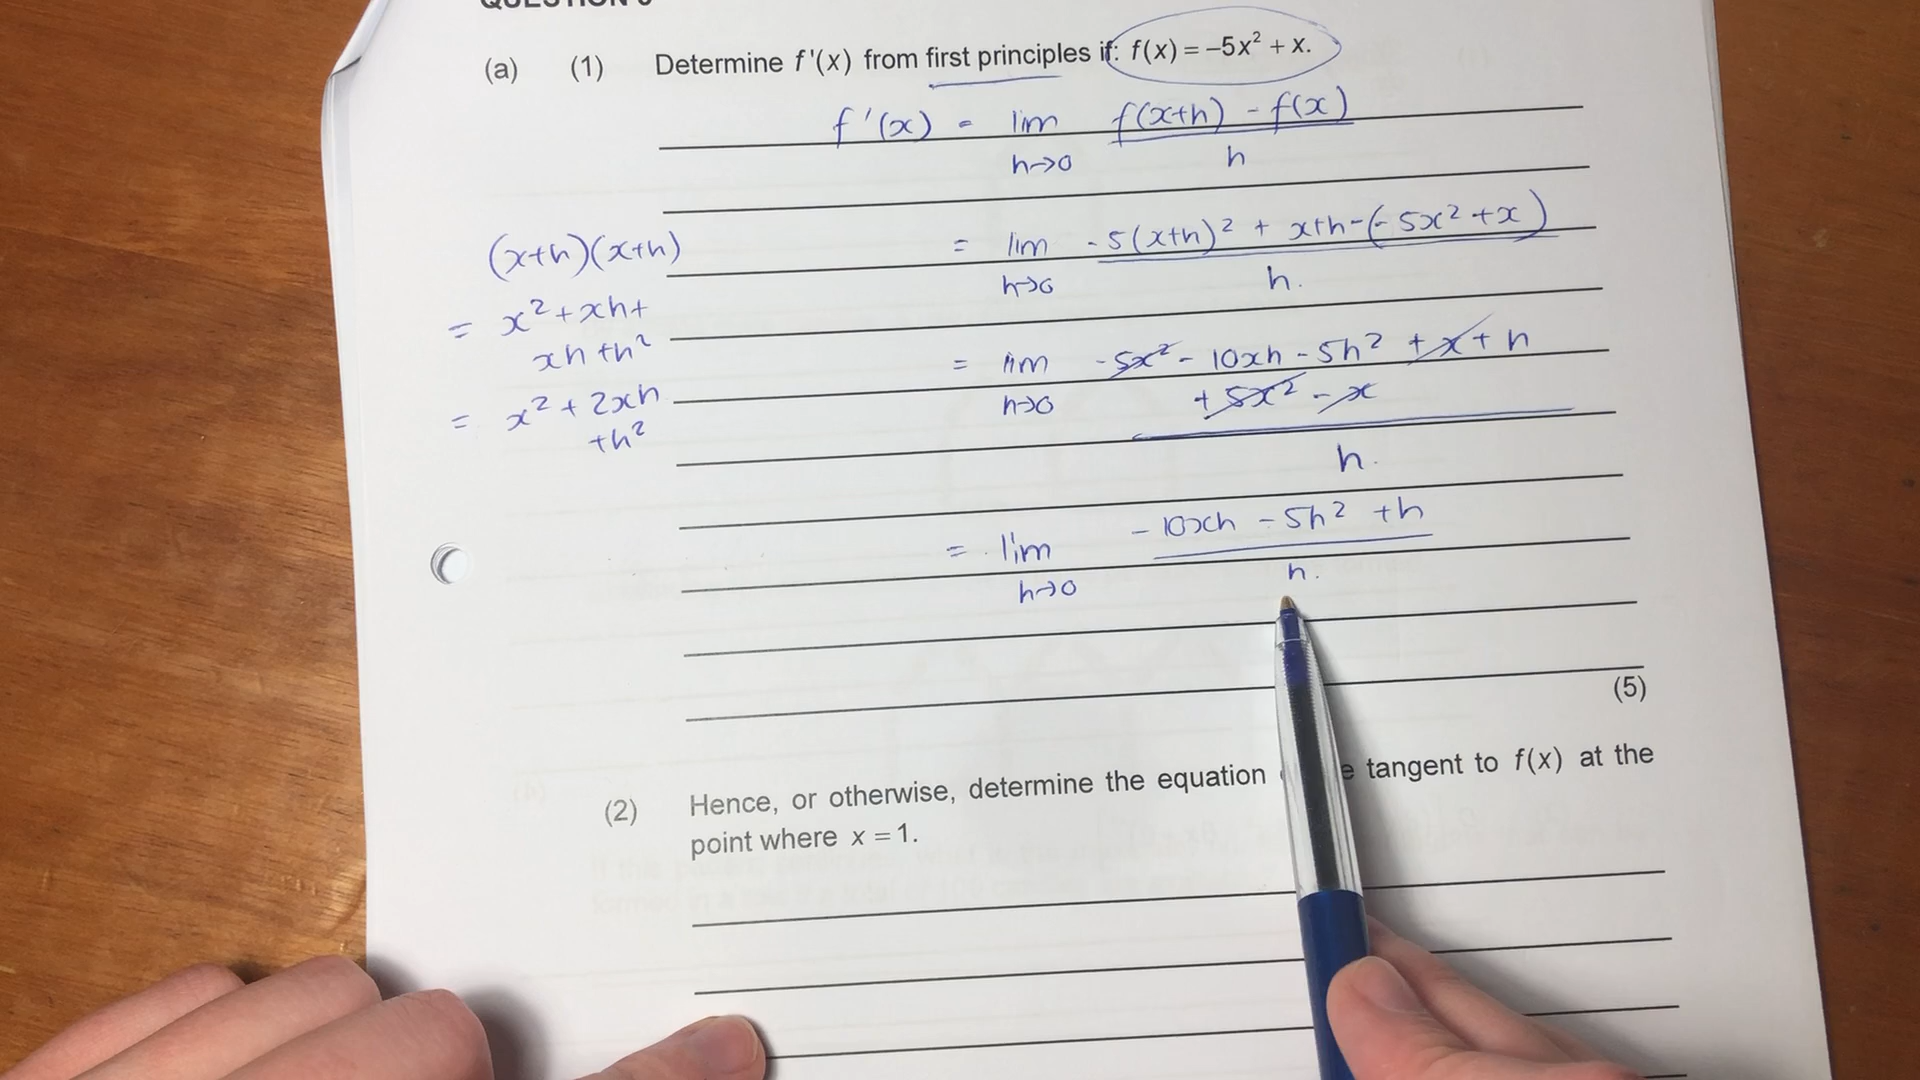 (a) (1) Determine f'(x) from first principles if: f(x) = –5x² + x.
f'(x) = lim f(x+h) - f(x)
h→0 h
(x+h)(x+h)
= lim -5(x+h)² + x+h-(-5x²+x)
h→0 h.
= x² + xh+
xh + h²
= lim -5x² - 10xh - 5h² + x + h
h→0 + 5x² - x
h.
= x² + 2xh
+h²
= lim - 10xh - 5h² + h
h→0 h.
(5)
(2) Hence, or otherwise, determine the equation e tangent to f(x) at the
point where x = 1.